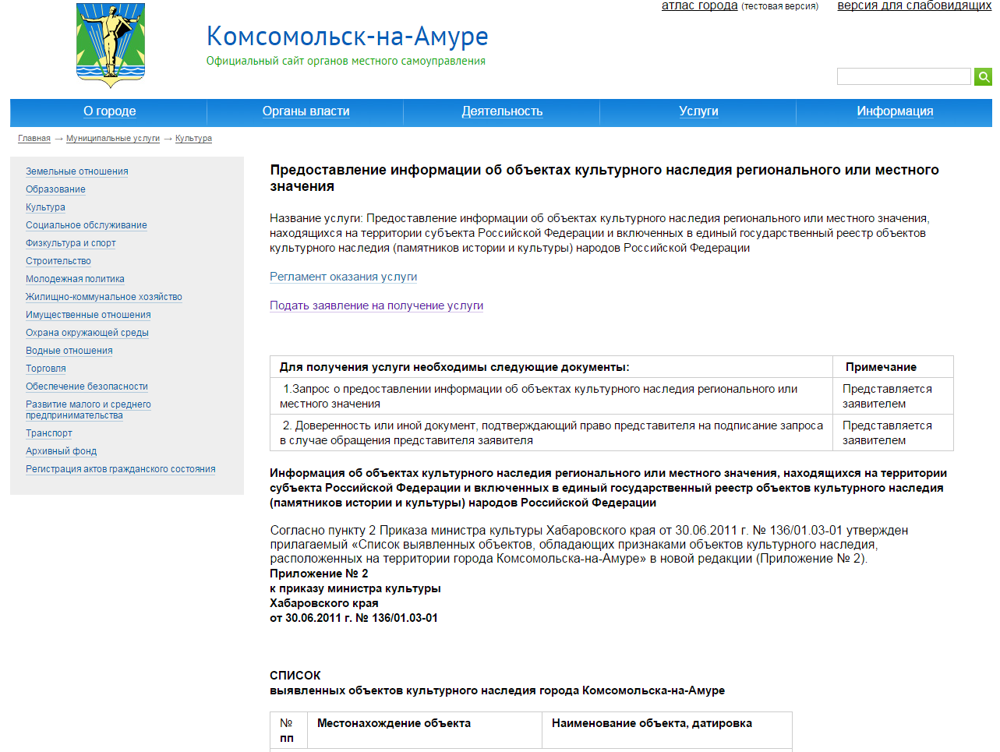 атлас города (тестовая версия) версия для слабовидящих
Комсомольск-на-Амуре
Официальный сайт органов местного самоуправления
О городе Органы власти Деятельность Услуги Информация
Главная → Муниципальные услуги → Культура
Земельные отношения
Образование
Культура
Социальное обслуживание
Физкультура и спорт
Строительство
Молодежная политика
Жилищно-коммунальное хозяйство
Имущественные отношения
Охрана окружающей среды
Водные отношения
Торговля
Обеспечение безопасности
Развитие малого и среднего
предпринимательства
Транспорт
Архивный фонд
Регистрация актов гражданского состояния
Предоставление информации об объектах культурного наследия регионального или местного
значения
Название услуги: Предоставление информации об объектах культурного наследия регионального или местного значения,
находящихся на территории субъекта Российской Федерации и включенных в единый государственный реестр объектов
культурного наследия (памятников истории и культуры) народов Российской Федерации
Регламент оказания услуги
Подать заявление на получение услуги
Для получения услуги необходимы следующие документы: Примечание
1.Запрос о предоставлении информации об объектах культурного наследия регионального или
местного значения
Представляется
заявителем
2. Доверенность или иной документ, подтверждающий право представителя на подписание запроса
в случае обращения представителя заявителя
Представляется
заявителем
Информация об объектах культурного наследия регионального или местного значения, находящихся на территории
субъекта Российской Федерации и включенных в единый государственный реестр объектов культурного наследия
(памятников истории и культуры) народов Российской Федерации
Согласно пункту 2 Приказа министра культуры Хабаровского края от 30.06.2011 г. № 136/01.03-01 утвержден
прилагаемый «Список выявленных объектов, обладающих признаками объектов культурного наследия,
расположенных на территории города Комсомольска-на-Амуре» в новой редакции (Приложение № 2).
Приложение № 2
к приказу министра культуры
Хабаровского края
от 30.06.2011 г. № 136/01.03-01
СПИСОК
выявленных объектов культурного наследия города Комсомольска-на-Амуре
№
пп
Местонахождение объекта
Наименование объекта, датировка